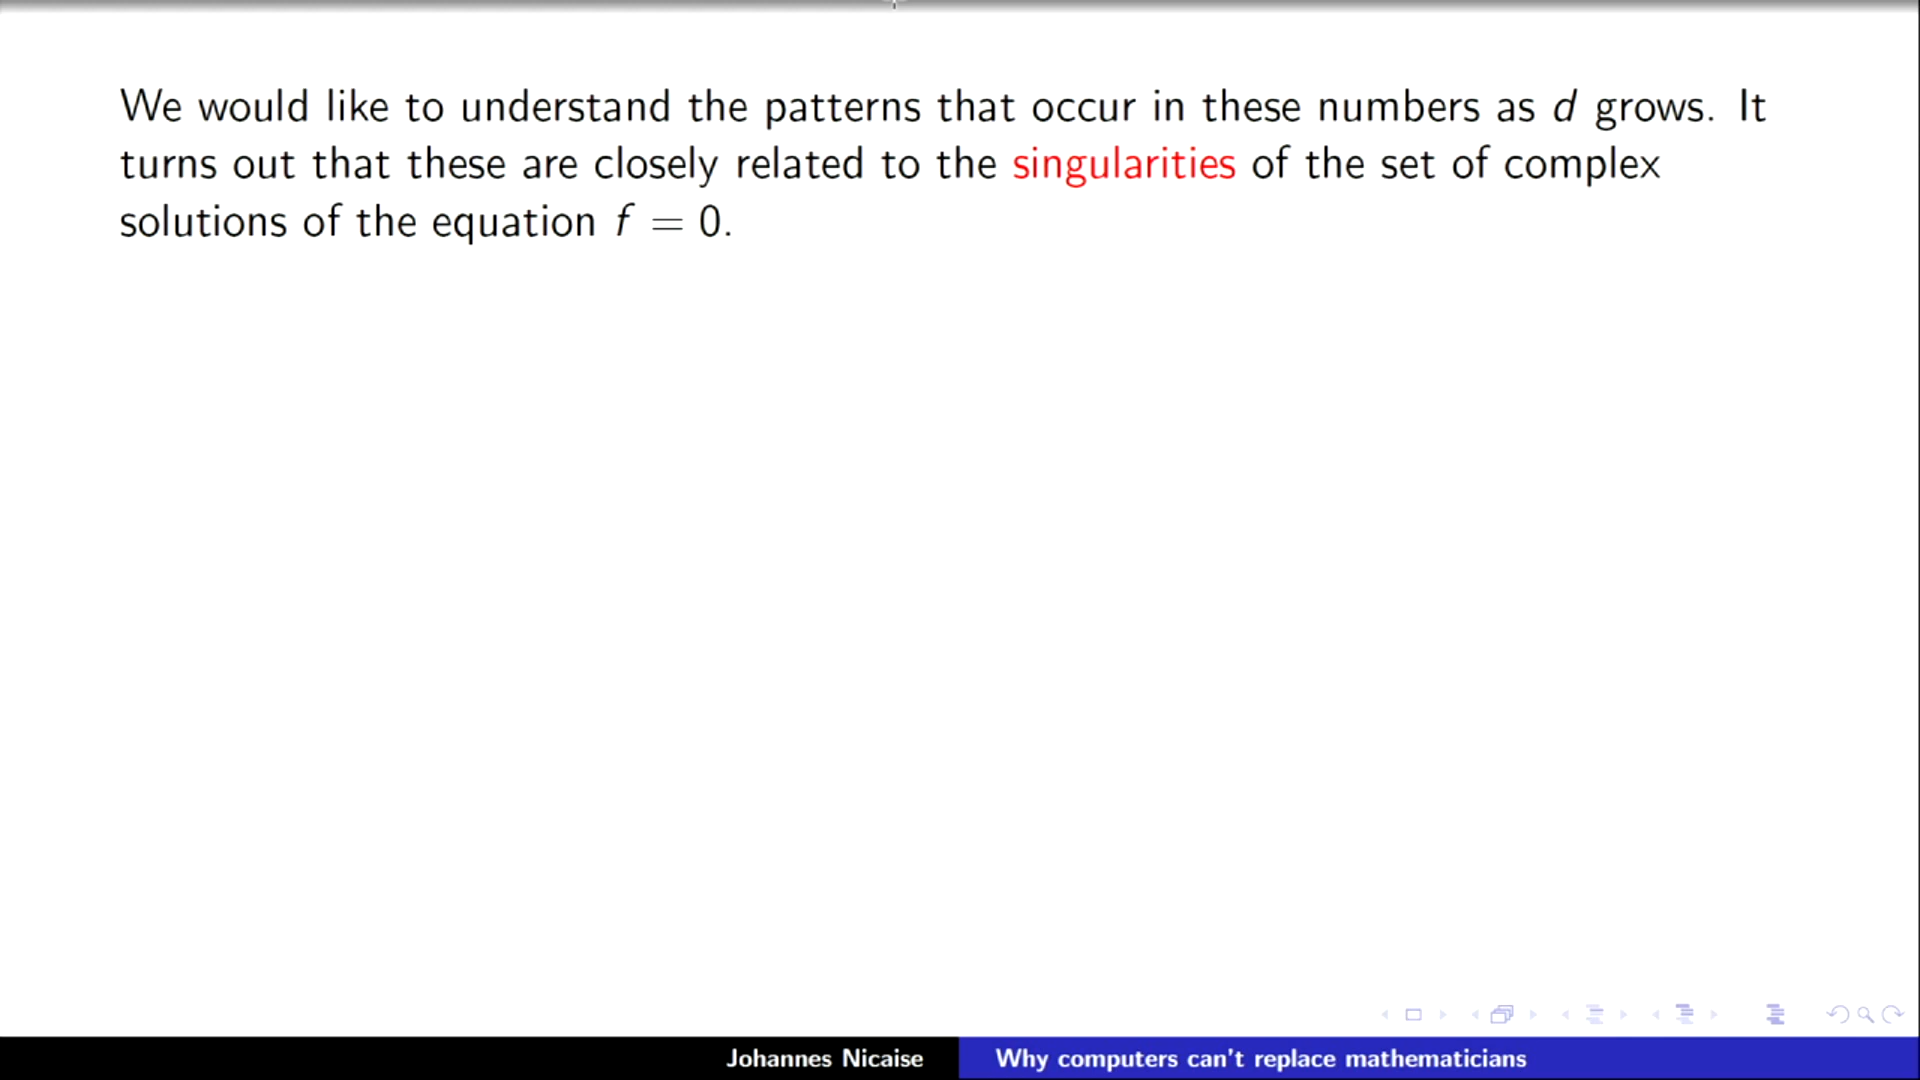 We would like to understand the patterns that occur in these numbers as d grows. It
turns out that these are closely related to the singularities of the set of complex
solutions of the equation f = 0.
Johannes Nicaise
Why computers can't replace mathematicians